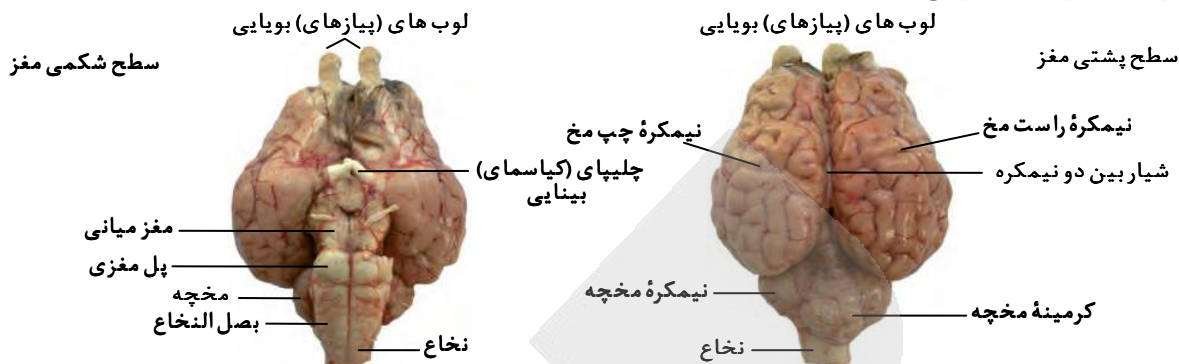 لوب های (پیازهای) بویایی
سطح پشتی مغز
نیمکرهٔ راست مخ
نیمکرهٔ چپ مخ
شیار بین دو نیمکره
نیمکرهٔ مخچه
کرمینهٔ مخچه
نخاع
لوب های (پیازهای) بویایی
سطح شکمی مغز
چلیپای (کیاسمای)
بینایی
مغز میانی
پل مغزی
مخچه
بصل النخاع
نخاع